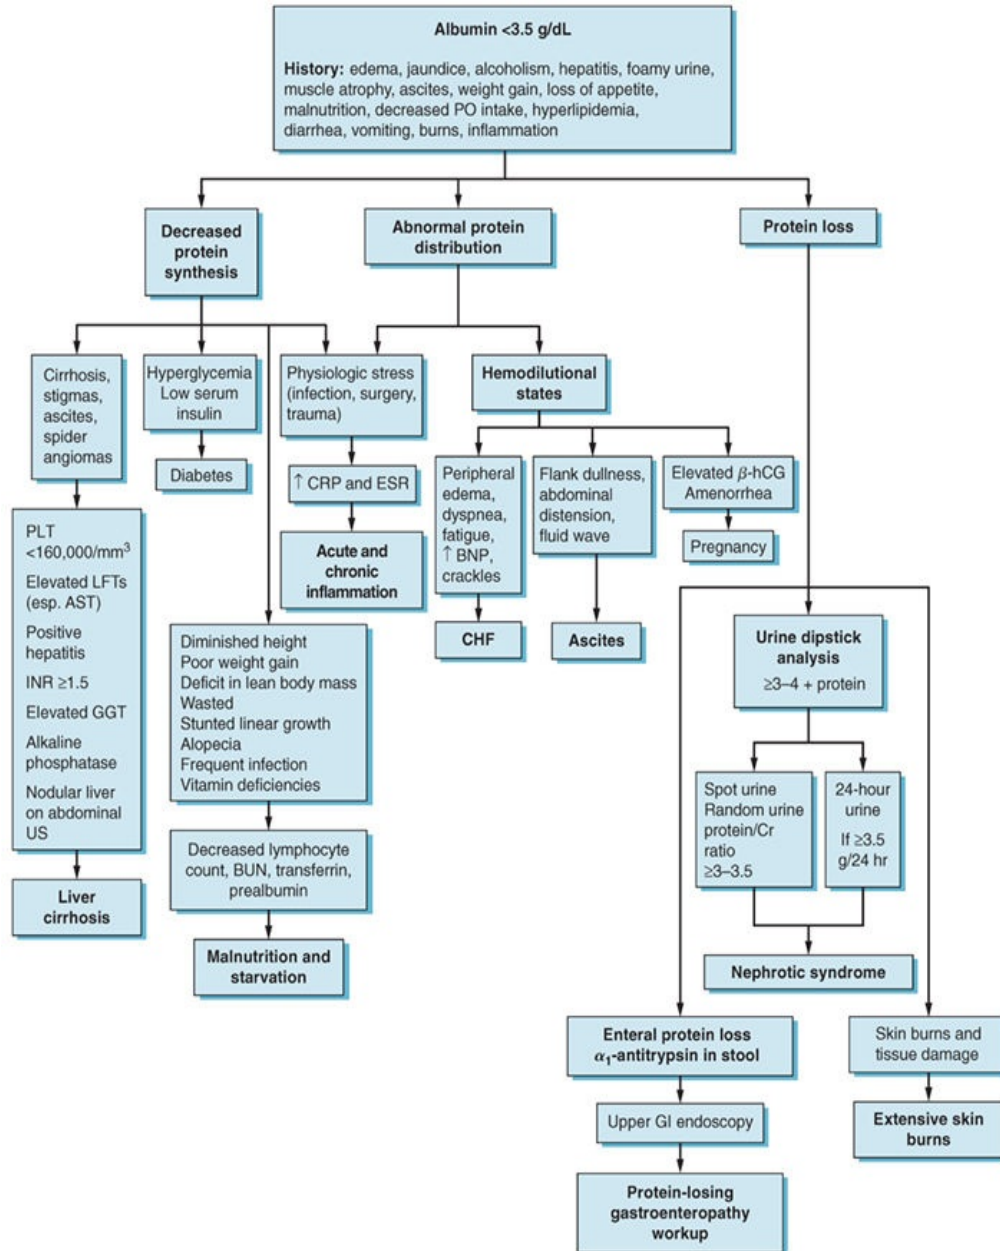 Albumin <3.5 g/dL
History: edema, jaundice, alcoholism, hepatitis, foamy urine,
muscle atrophy, ascites, weight gain, loss of appetite,
malnutrition, decreased PO intake, hyperlipidemia,
diarrhea, vomiting, burns, inflammation
Decreased
protein
synthesis
Abnormal protein
distribution
Protein loss
Cirrhosis,
stigmas,
ascites,
spider
angiomas
Hyperglycemia
Low serum
insulin
Diabetes
Physiologic stress
(infection, surgery,
trauma)
↑ CRP and ESR
Acute and
chronic
inflammation
Hemodilutional
states
Peripheral
edema,
dyspnea,
fatigue,
↑ BNP,
crackles
CHF
Flank dullness,
abdominal
distension,
fluid wave
Ascites
Elevated β-hCG
Amenorrhea
Pregnancy
PLT
<160,000/mm³
Elevated LFTs
(esp. AST)
Positive
hepatitis
INR ≥1.5
Elevated GGT
Alkaline
phosphatase
Nodular liver
on abdominal
US
Liver
cirrhosis
Diminished height
Poor weight gain
Deficit in lean body mass
Wasted
Stunted linear growth
Alopecia
Frequent infection
Vitamin deficiencies
Decreased lymphocyte
count, BUN, transferrin,
prealbumin
Malnutrition and
starvation
Urine dipstick
analysis
≥3–4 + protein
Spot urine
Random urine
protein/Cr
ratio
≥3–3.5
24-hour
urine
If ≥3.5
g/24 hr
Nephrotic syndrome
Enteral protein loss
α₁-antitrypsin in stool
Upper GI endoscopy
Protein-losing
gastroenteropathy
workup
Skin burns and
tissue damage
Extensive skin
burns